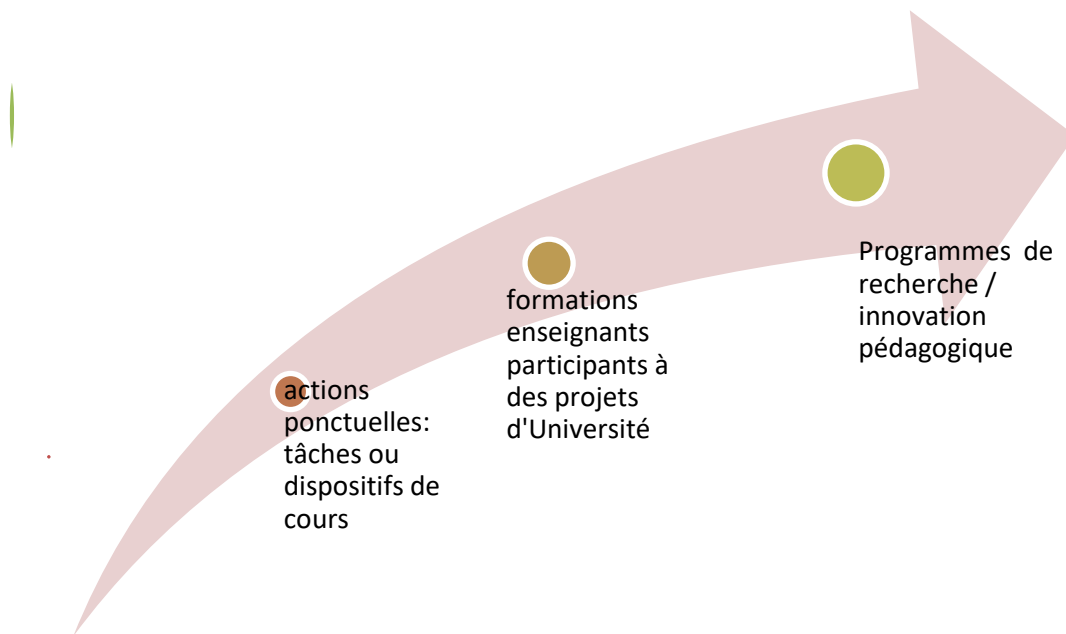 actions
ponctuelles:
tâches ou
dispositifs de
cours
formations
enseignants
participants à
des projets
d'Université
Programmes de
recherche /
innovation
pédagogique